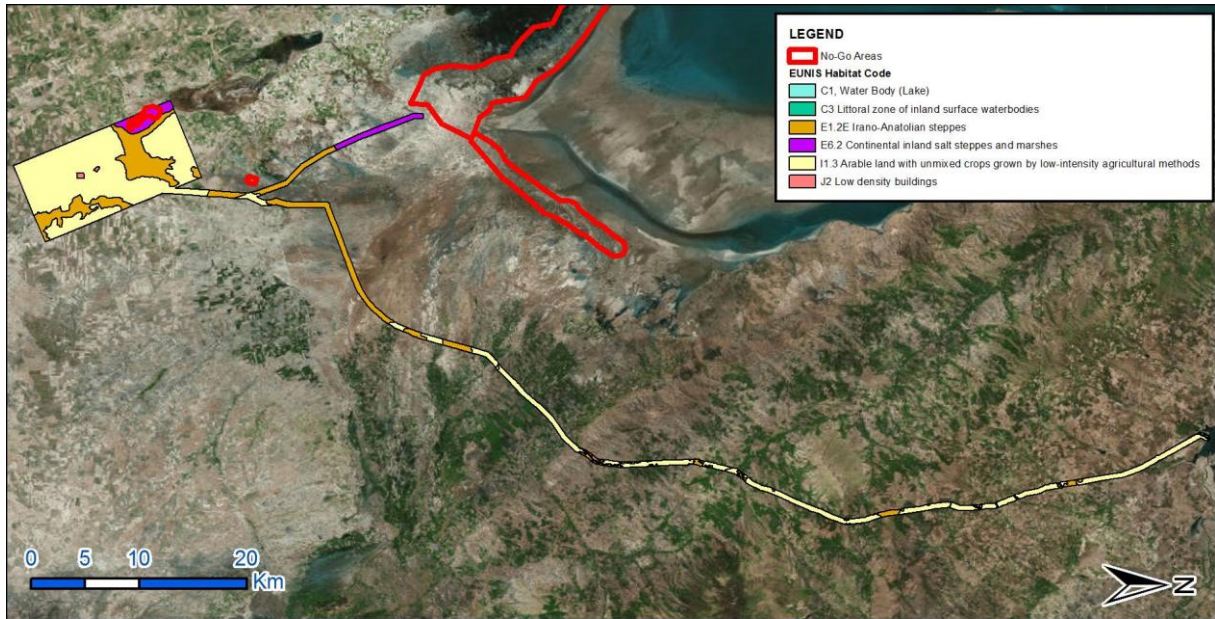 LEGEND
No-Go Areas
EUNIS Habitat Code
C1, Water Body (Lake)
C3 Littoral zone of inland surface waterbodies
E1.2E Irano-Anatolian steppes
E6.2 Continental inland salt steppes and marshes
I1.3 Arable land with unmixed crops grown by low-intensity agricultural methods
J2 Low density buildings
0 5 10 20
Km
N